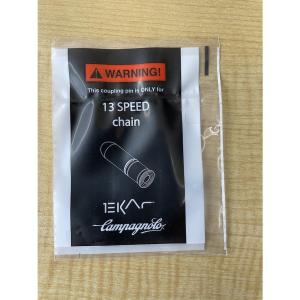 WARNING!
This coupling pin is ONLY for
13 SPEED
chain
EKAR
Campagnolo